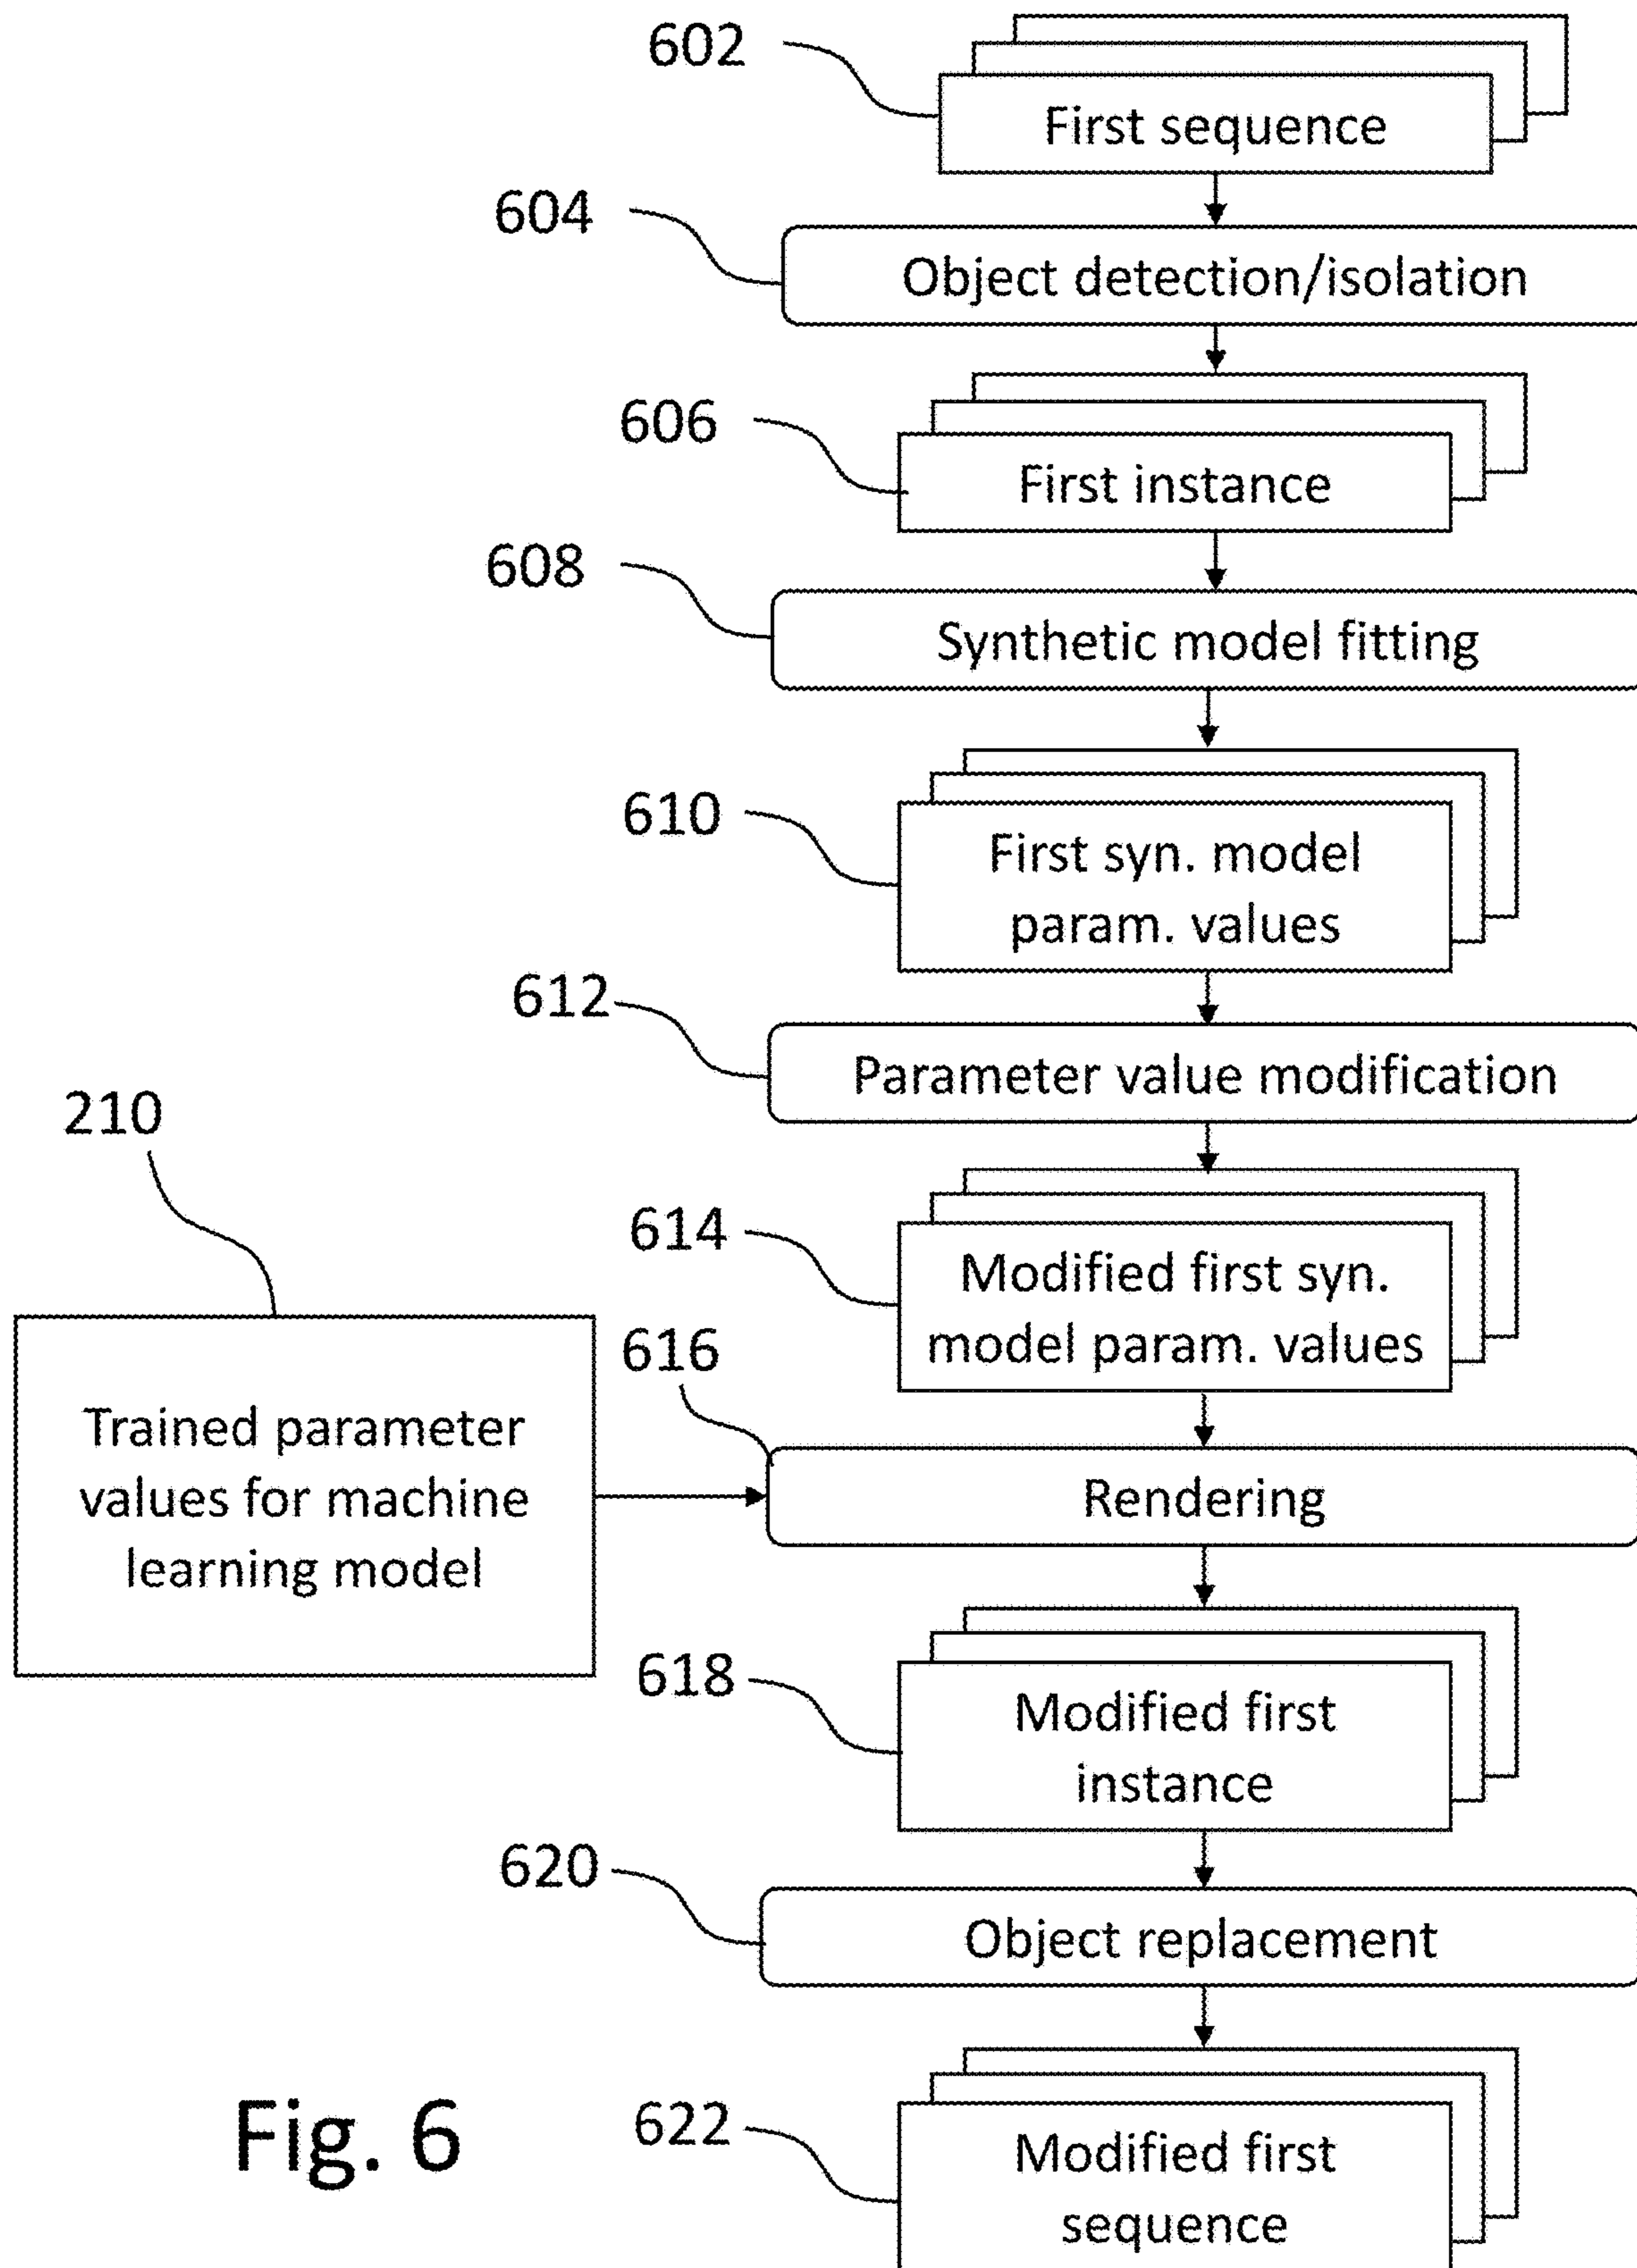 602
First sequence
604
Object detection/isolation
606
First instance
608
Synthetic model fitting
610
First syn. model
param. values
612
Parameter value modification
210
614
Modified first syn.
model param. values
616
Trained parameter
values for machine
learning model
Rendering
618
Modified first
instance
620
Object replacement
Fig. 6
622
Modified first
sequence